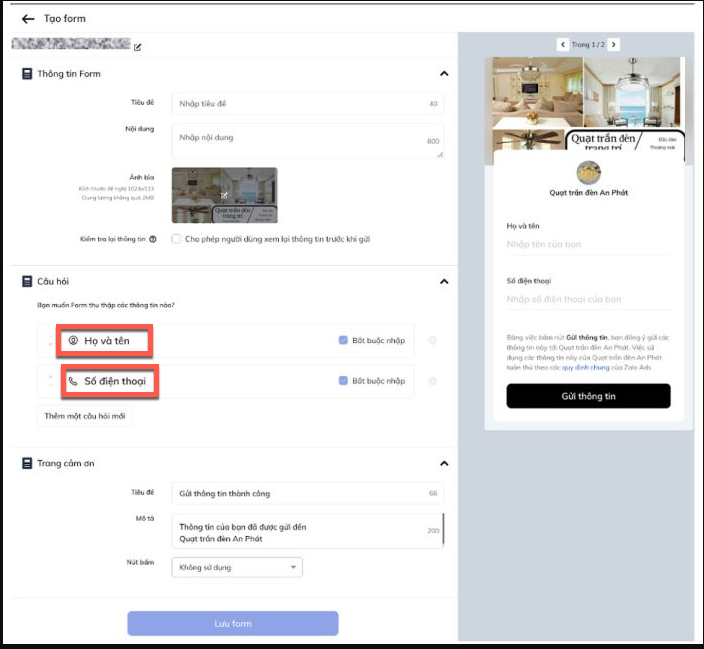 Tạo form
Thông tin Form
Tiêu đề
Nhập tiêu đề
Nội dung
Nhập nội dung
600
Ảnh bìa
Kích thước đề nghị 1024x533
Dung lượng không quá 2MB
Quạt trần đèn
trang trí
Kiểm tra lại thông tin
Cho phép người dùng xem lại thông tin trước khi gửi
Câu hỏi
Bạn muốn Form thu thập các thông tin nào?
Họ và tên
Bắt buộc nhập
Số điện thoại
Bắt buộc nhập
Thêm một câu hỏi mới
Trang cảm ơn
Tiêu đề
Gửi thông tin thành công
66
Mô tả
Thông tin của bạn đã được gửi đến
Quạt trần đèn An Phát
200
Nút bấm
Không sử dụng
Lưu form
Trang 1/2
Quạt trần đèn
trang trí
Độc đáo
Thoáng mát
Quạt trần đèn An Phát
Họ và tên
Nhập tên của bạn
Số điện thoại
Nhập số điện thoại của bạn
Bằng việc bấm nút Gửi thông tin, bạn đồng ý gửi các
thông tin này tới Quạt trần đèn An Phát. Việc sử
dụng các thông tin này của Quạt trần đèn An Phát
tuân thủ theo các quy định chung của Zalo Ads
Gửi thông tin